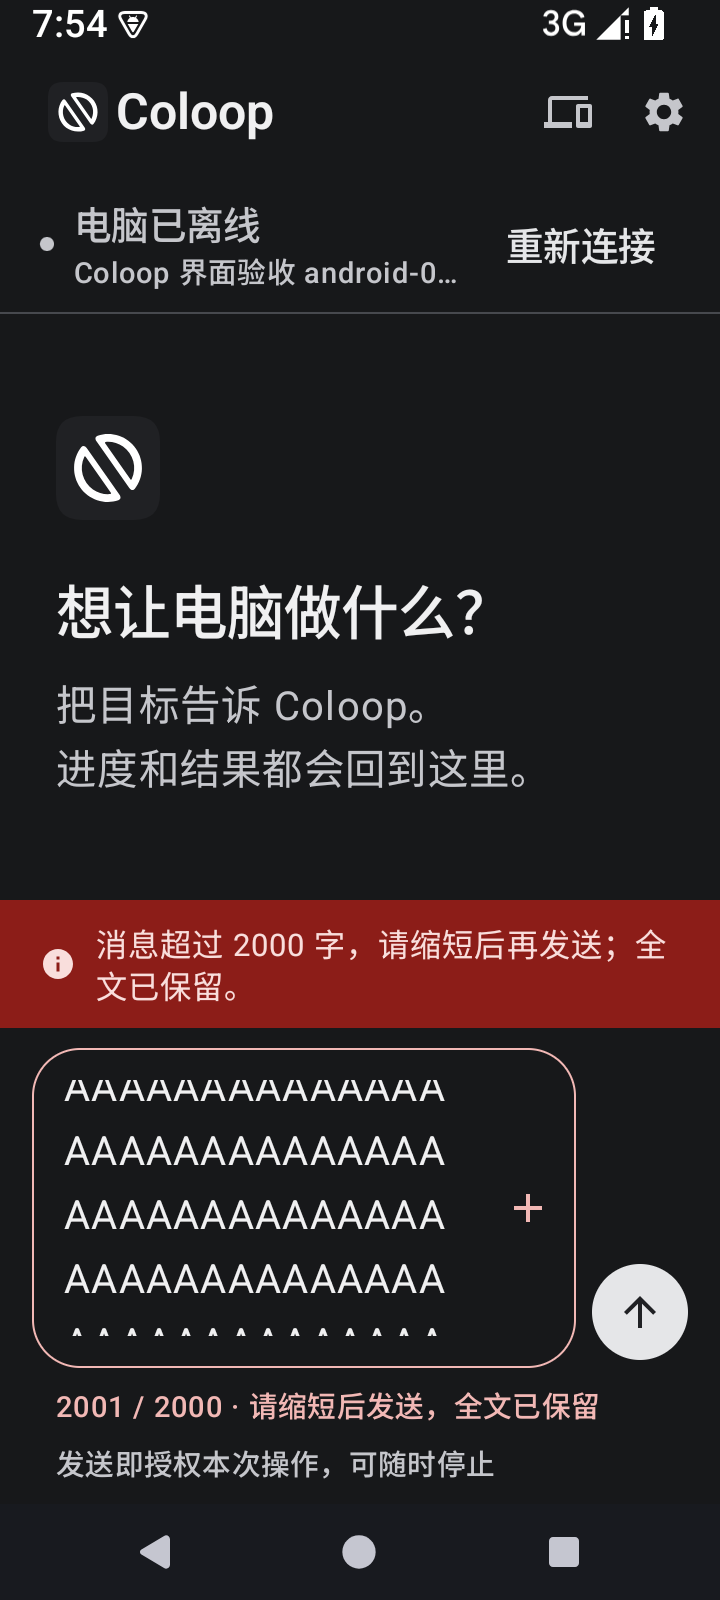 7:54
3G
Coloop
电脑已离线
Coloop 界面验收 android-0…
重新连接
想让电脑做什么？
把目标告诉 Coloop。
进度和结果都会回到这里。
消息超过 2000 字，请缩短后再发送；全
文已保留。
AAAAAAAAAAAAAA
AAAAAAAAAAAAAA
AAAAAAAAAAAAAA
AAAAAAAAAAAAAA
AAAAAAAAAAAAAA
2001 / 2000 · 请缩短后发送，全文已保留
发送即授权本次操作，可随时停止